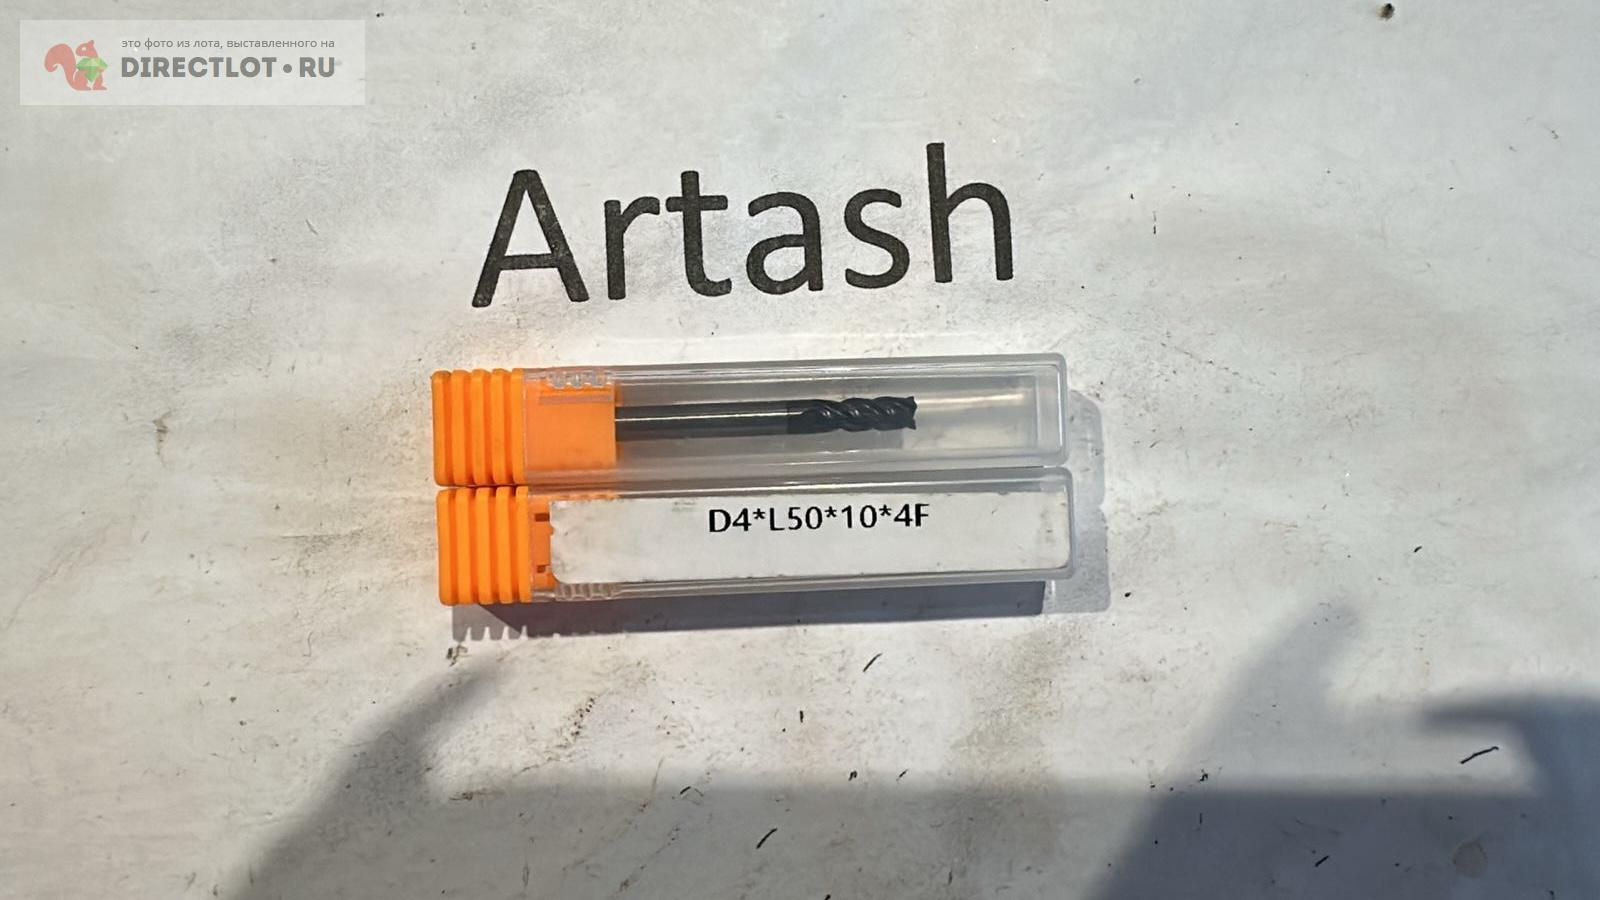 это фото из лота, выставленного на
DIRECTLOT•RU
Artash
D4*L50*10*4F